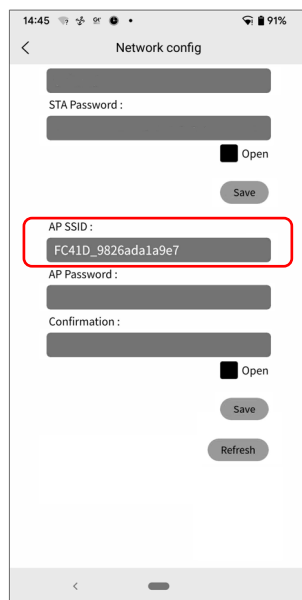 14:45 91%
Network config
STA Password :
Open
Save
AP SSID :
FC41D_9826ada1a9e7
AP Password :
Confirmation :
Open
Save
Refresh